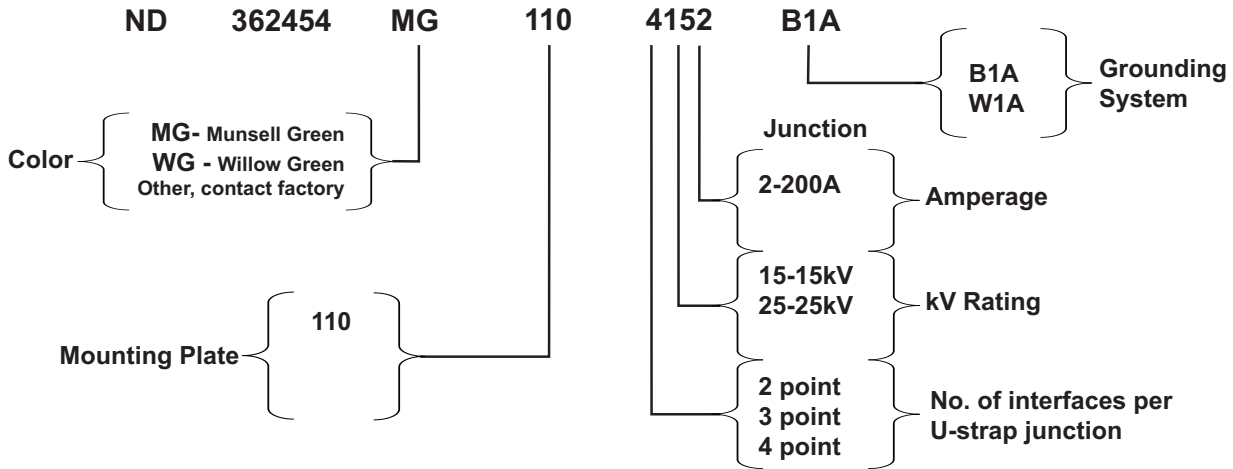 ND 362454 MG 110 4152 B1A
B1A
W1A
Grounding
System
Color
MG- Munsell Green
WG - Willow Green
Other, contact factory
Junction
2-200A
Amperage
15-15kV
25-25kV
kV Rating
Mounting Plate
110
2 point
3 point
4 point
No. of interfaces per
U-strap junction